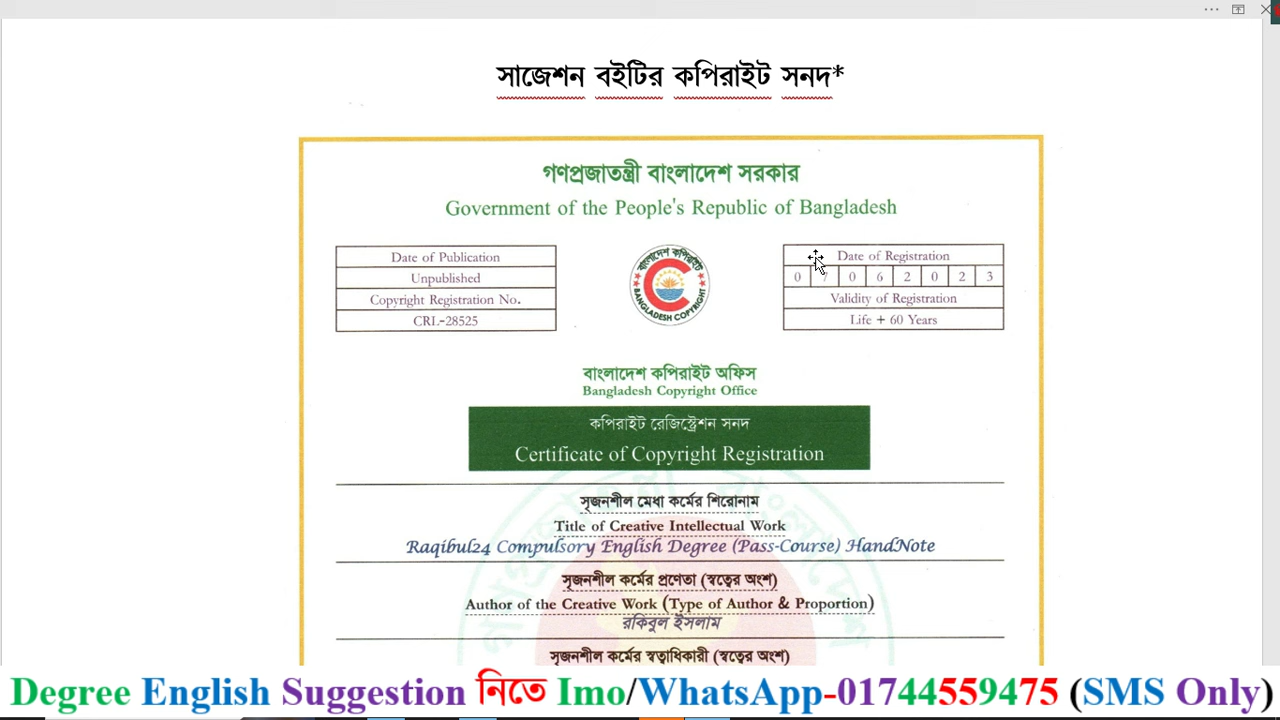 সাজেশন বইটির কপিরাইট সনদ*
গণপ্রজাতন্ত্রী বাংলাদেশ সরকার
Government of the People's Republic of Bangladesh
Date of Publication
Unpublished
Copyright Registration No.
CRL-28525
বাংলাদেশ কপিরাইট
C
BANGLADESH COPYRIGHT
Date of Registration
0 7 0 6 2 0 2 3
Validity of Registration
Life + 60 Years
বাংলাদেশ কপিরাইট অফিস
Bangladesh Copyright Office
কপিরাইট রেজিস্ট্রেশন সনদ
Certificate of Copyright Registration
সৃজনশীল মেধা কর্মের শিরোনাম
Title of Creative Intellectual Work
Raqibul24 Compulsory English Degree (Pass-Course) HandNote
সৃজনশীল কর্মের প্রণেতা (স্বত্বের অংশ)
Author of the Creative Work (Type of Author & Proportion)
রকিবুল ইসলাম
সৃজনশীল কর্মের স্বত্বাধিকারী (স্বত্বের অংশ)
Degree English Suggestion নিতে Imo/WhatsApp-01744559475 (SMS Only)